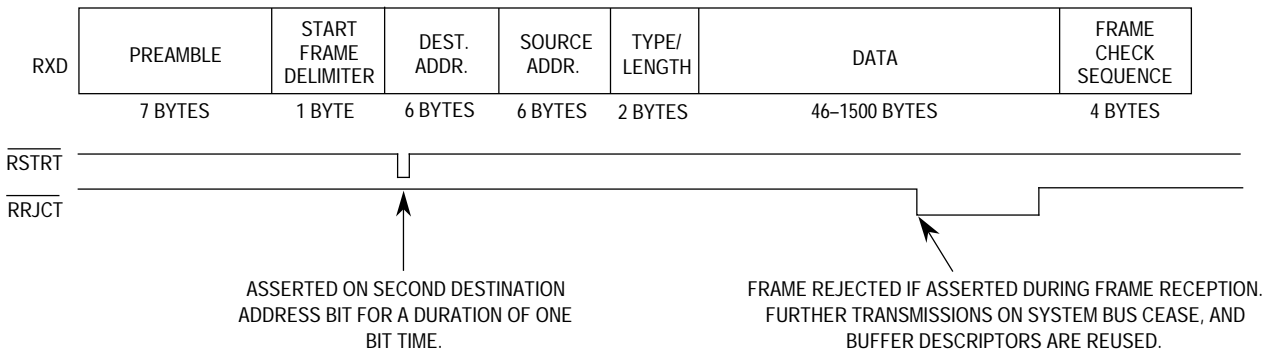 RXD
PREAMBLE
START
FRAME
DELIMITER
DEST.
ADDR.
SOURCE
ADDR.
TYPE/
LENGTH
DATA
FRAME
CHECK
SEQUENCE
7 BYTES
1 BYTE
6 BYTES
6 BYTES
2 BYTES
46–1500 BYTES
4 BYTES
RSTRT
RRJCT
ASSERTED ON SECOND DESTINATION
ADDRESS BIT FOR A DURATION OF ONE
BIT TIME.
FRAME REJECTED IF ASSERTED DURING FRAME RECEPTION.
FURTHER TRANSMISSIONS ON SYSTEM BUS CEASE, AND
BUFFER DESCRIPTORS ARE REUSED.